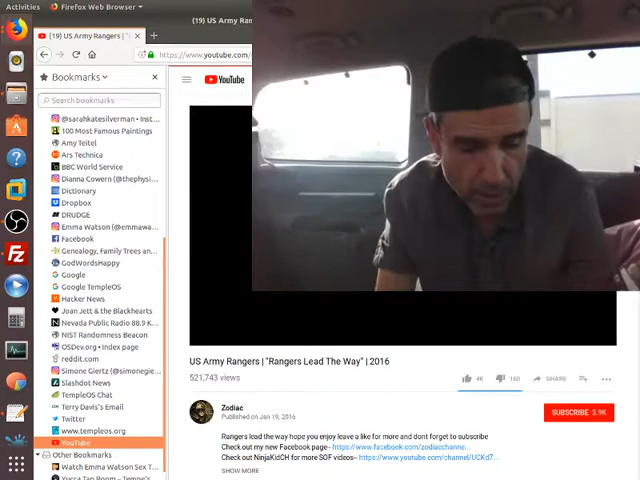 Activities
Firefox Web Browser
(19) US Army Ra
(19) US Army Rangers |
https://www.youtube.com/
Bookmarks
YouTube
Search bookmarks
@sarahkatesilverman • Inst...
100 Most Famous Paintings
Amy Teitel
Ars Technica
BBC World Service
Dianna Cowern (@thephysi...
Dictionary
Dropbox
DRUDGE
Emma Watson (@emmawa...
Facebook
Genealogy, Family Trees an...
GodWordsHappy
Google
Google TempleOS
Hacker News
Joan Jett & the Blackhearts
Nevada Public Radio 88.9 K...
NIST Randomness Beacon
OSDev.org • Index page
reddit.com
Simone Giertz (@simonegie...
Slashdot News
TempleOS Chat
Terry Davis's Email
Twitter
www.templeos.org
YouTube
Other Bookmarks
Watch Emma Watson Sex T...
Yucca Tap Room – Tempe's
US Army Rangers | "Rangers Lead The Way" | 2016
521,743 views
4K
160
SHARE
Zodiac
Published on Jan 19, 2016
SUBSCRIBE 3.9K
Rangers lead the way hope you enjoy leave a like for more and dont forget to subscribe
Check out my new Facebook page-- https://www.facebook.com/zodiacchanne...
Check out NinjaKidCH for more SOF videos-- https://www.youtube.com/channel/UCKd7...
SHOW MORE